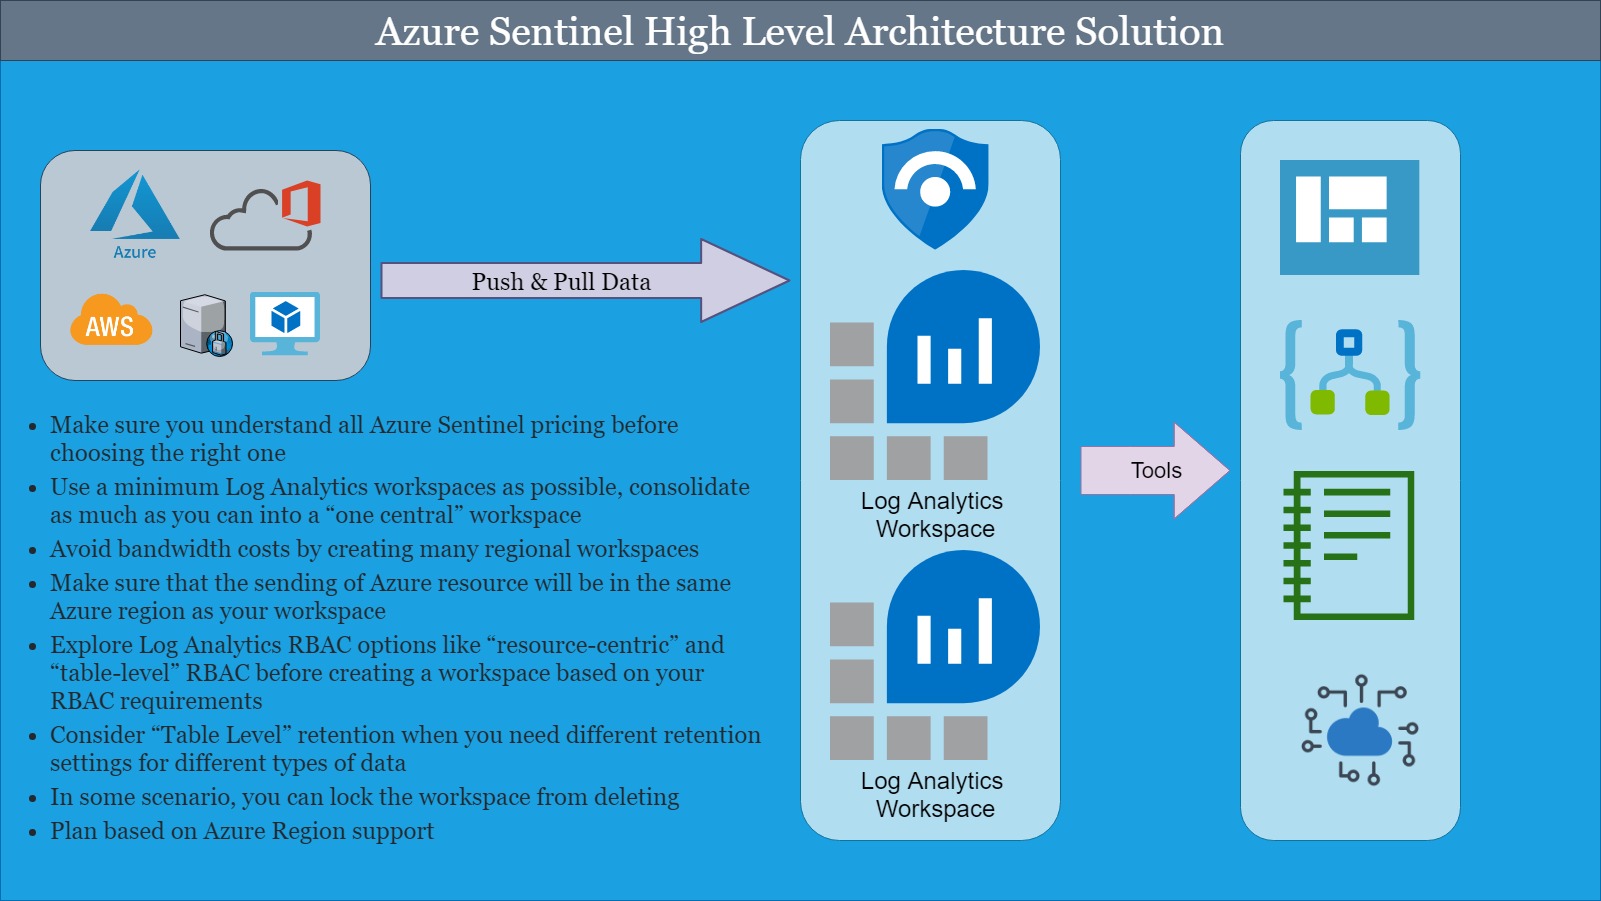 Azure Sentinel High Level Architecture Solution
Azure
AWS
Push & Pull Data
• Make sure you understand all Azure Sentinel pricing before
choosing the right one
• Use a minimum Log Analytics workspaces as possible, consolidate
as much as you can into a “one central” workspace
• Avoid bandwidth costs by creating many regional workspaces
• Make sure that the sending of Azure resource will be in the same
Azure region as your workspace
• Explore Log Analytics RBAC options like “resource-centric” and
“table-level” RBAC before creating a workspace based on your
RBAC requirements
• Consider “Table Level” retention when you need different retention
settings for different types of data
• In some scenario, you can lock the workspace from deleting
• Plan based on Azure Region support
Log Analytics
Workspace
Log Analytics
Workspace
Tools